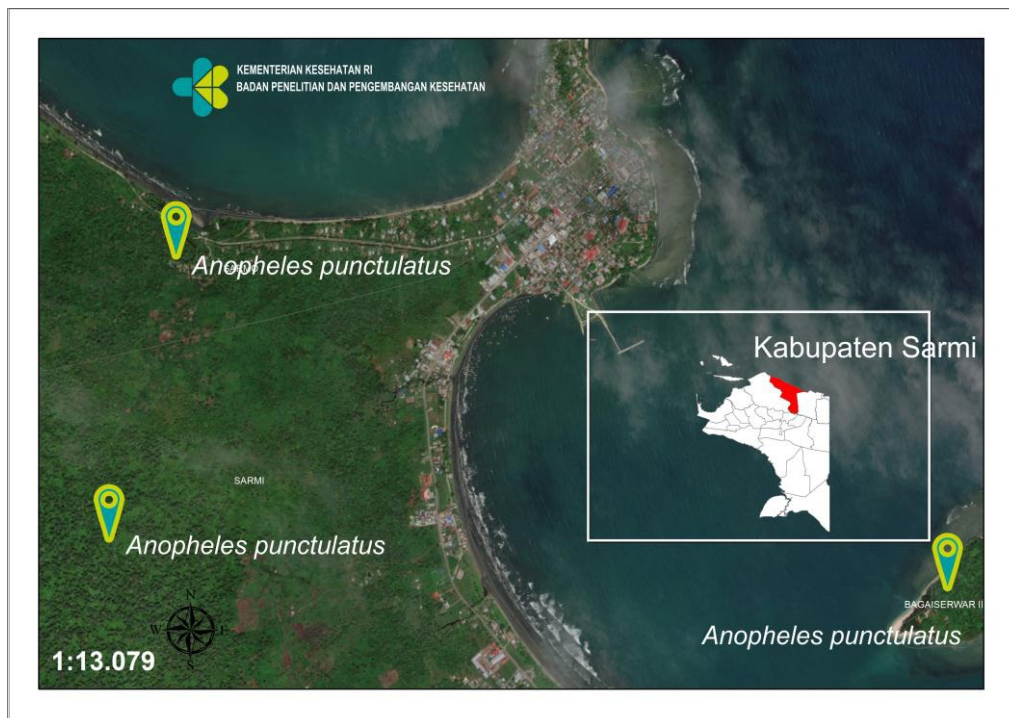 KEMENTERIAN KESEHATAN RI
BADAN PENELITIAN DAN PENGEMBANGAN KESEHATAN
Anopheles punctulatus
Kabupaten Sarmi
SARMI
Anopheles punctulatus
BAGAISERWAR II
Anopheles punctulatus
N
W E
S
1:13.079